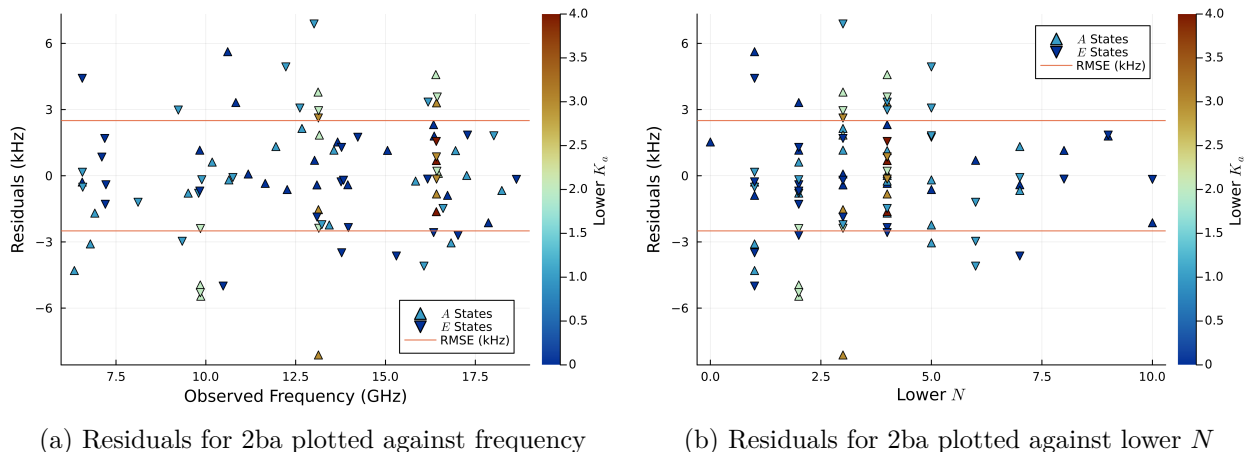 6
3
0
−3
−6
7.5
10.0
12.5
15.0
17.5
Residuals (kHz)
Observed Frequency (GHz)
A States
E States
RMSE (kHz)
4.0
3.5
3.0
2.5
2.0
1.5
1.0
0.5
0
Lower Ka
(a) Residuals for 2ba plotted against frequency
6
3
0
−3
−6
0.0
2.5
5.0
7.5
10.0
Residuals (kHz)
Lower N
A States
E States
RMSE (kHz)
4.0
3.5
3.0
2.5
2.0
1.5
1.0
0.5
0
Lower Ka
(b) Residuals for 2ba plotted against lower N